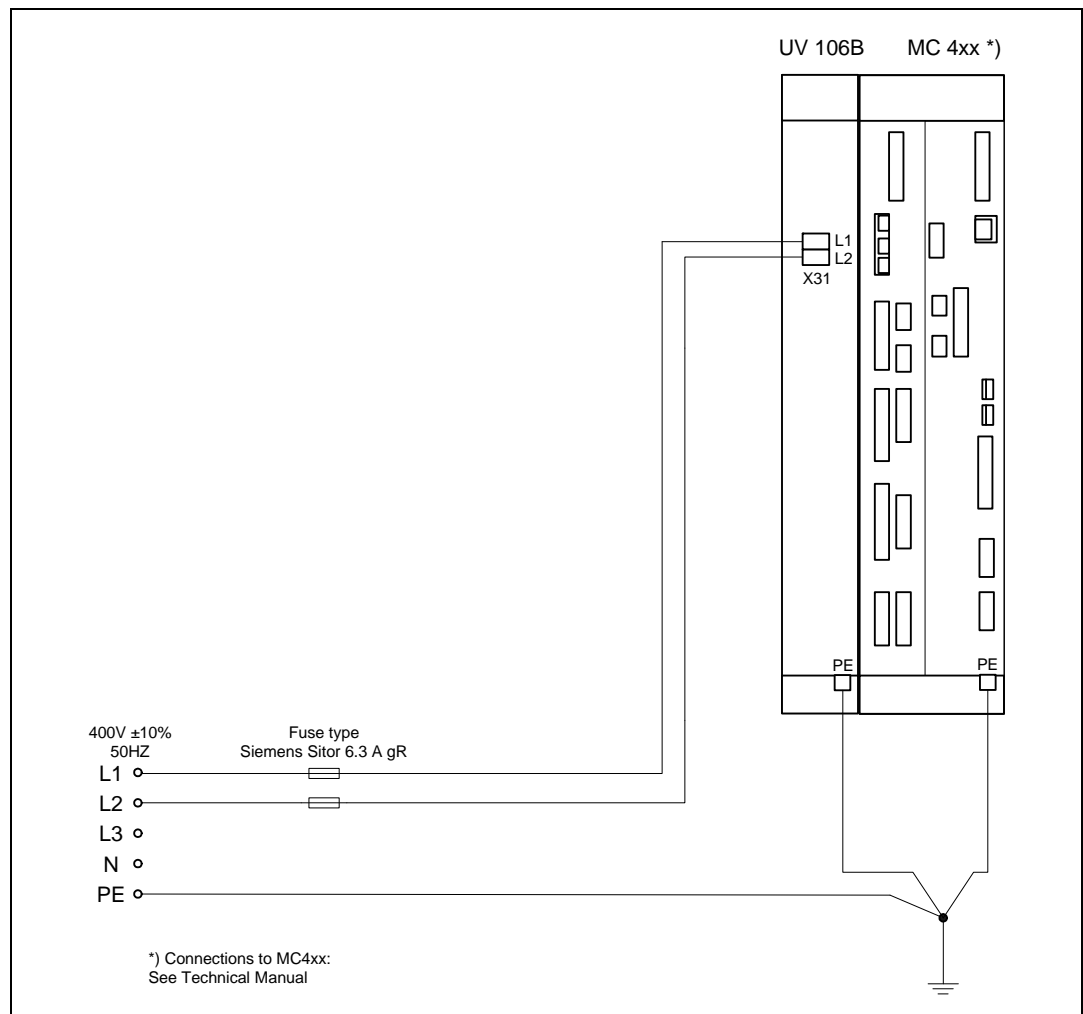 UV 106B MC 4xx *)
L1
L2
X31
PE PE
400V ±10%
50HZ
Fuse type
Siemens Sitor 6.3 A gR
L1
L2
L3
N
PE
*) Connections to MC4xx:
See Technical Manual